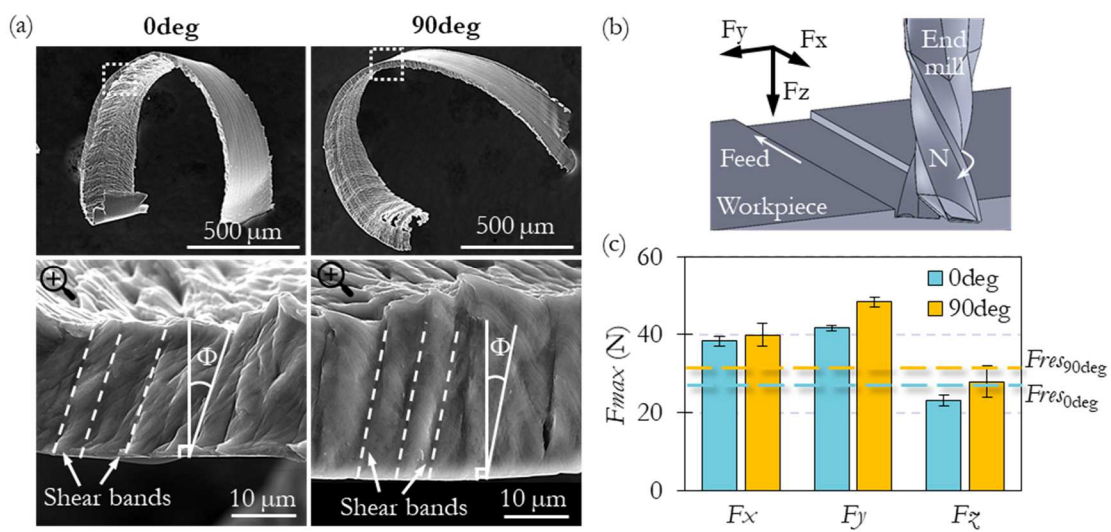 (a)
0deg
90deg
500 μm
500 μm
Φ
Shear bands
10 μm
Φ
Shear bands
10 μm
(b)
Fy
Fx
Fz
End
mill
N
Feed
Workpiece
(c)
Fmax (N)
60
40
20
0
0deg
90deg
Fres90deg
Fres0deg
Fx
Fy
Fz